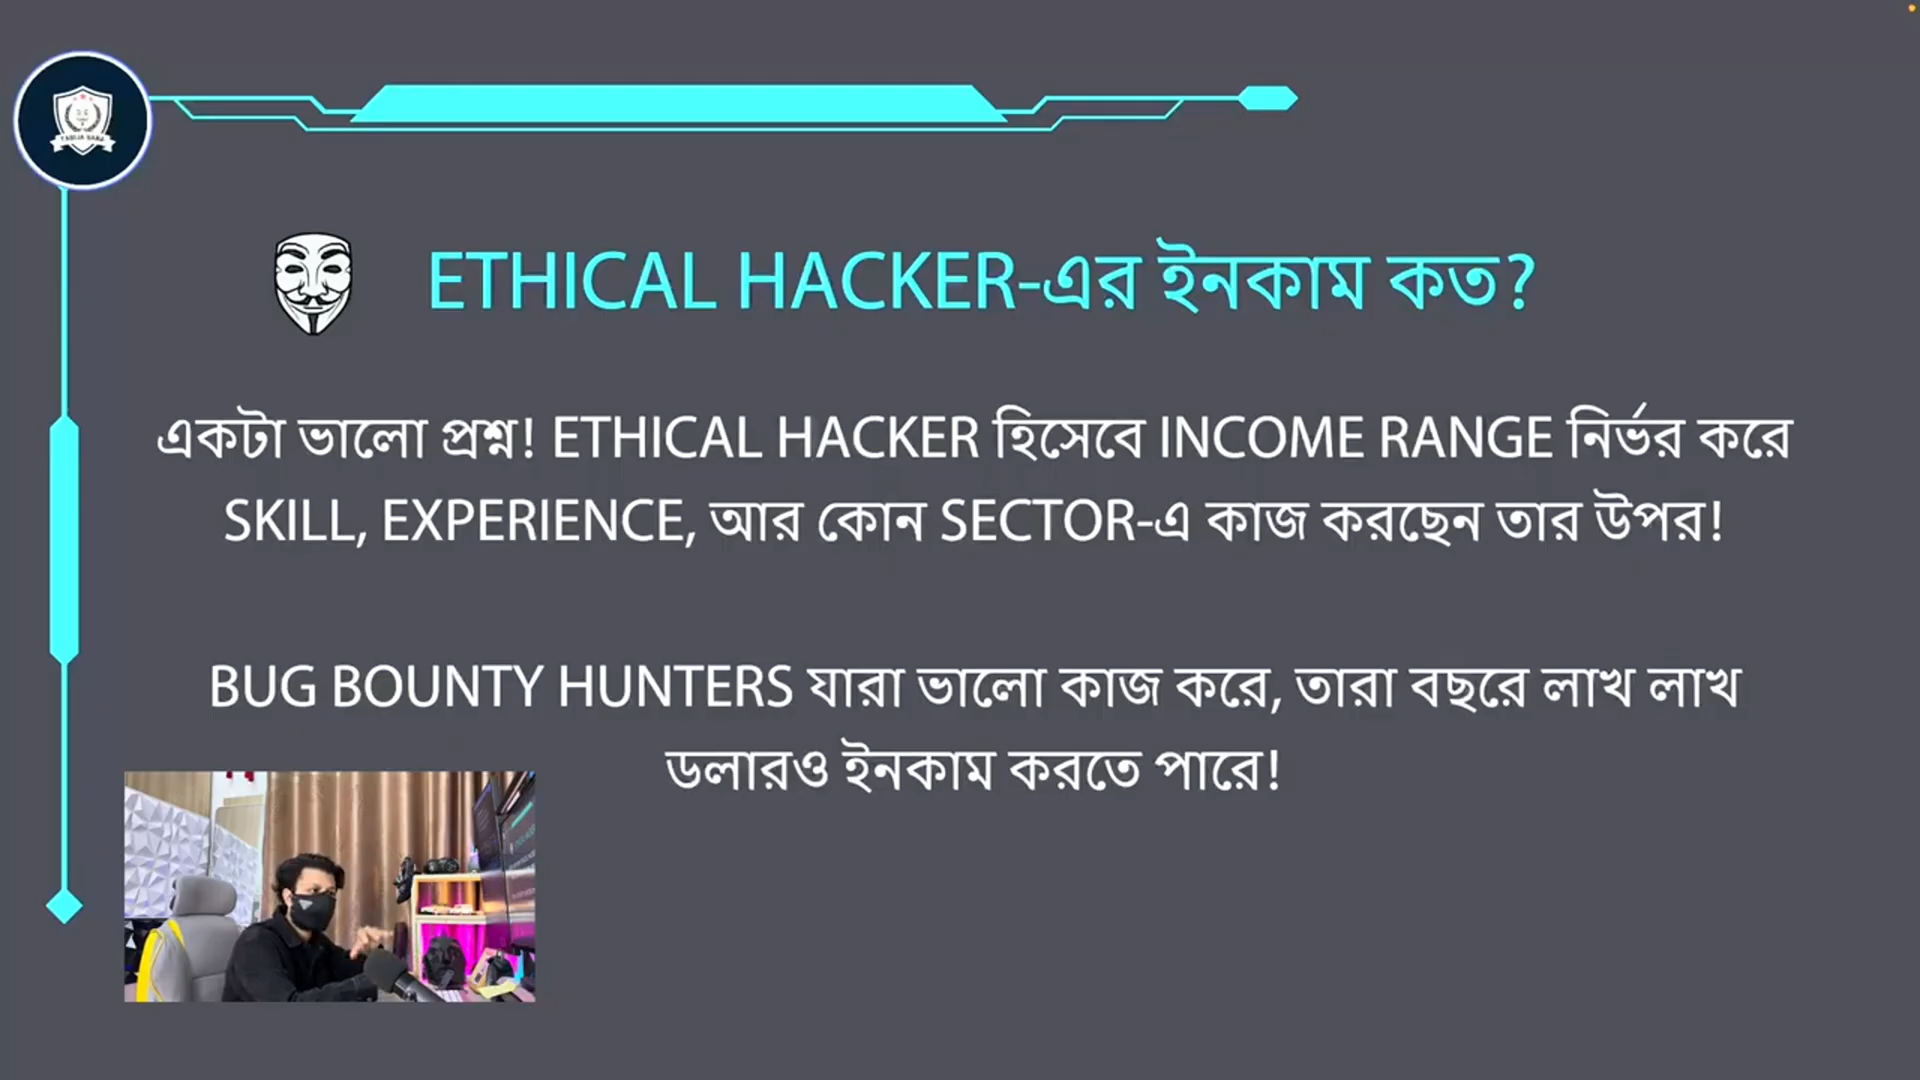 ETHICAL HACKER-এর ইনকাম কত?
একটা ভালো প্রশ্ন! ETHICAL HACKER হিসেবে INCOME RANGE নির্ভর করে
SKILL, EXPERIENCE, আর কোন SECTOR-এ কাজ করছেন তার উপর!
BUG BOUNTY HUNTERS যারা ভালো কাজ করে, তারা বছরে লাখ লাখ
ডলারও ইনকাম করতে পারে!